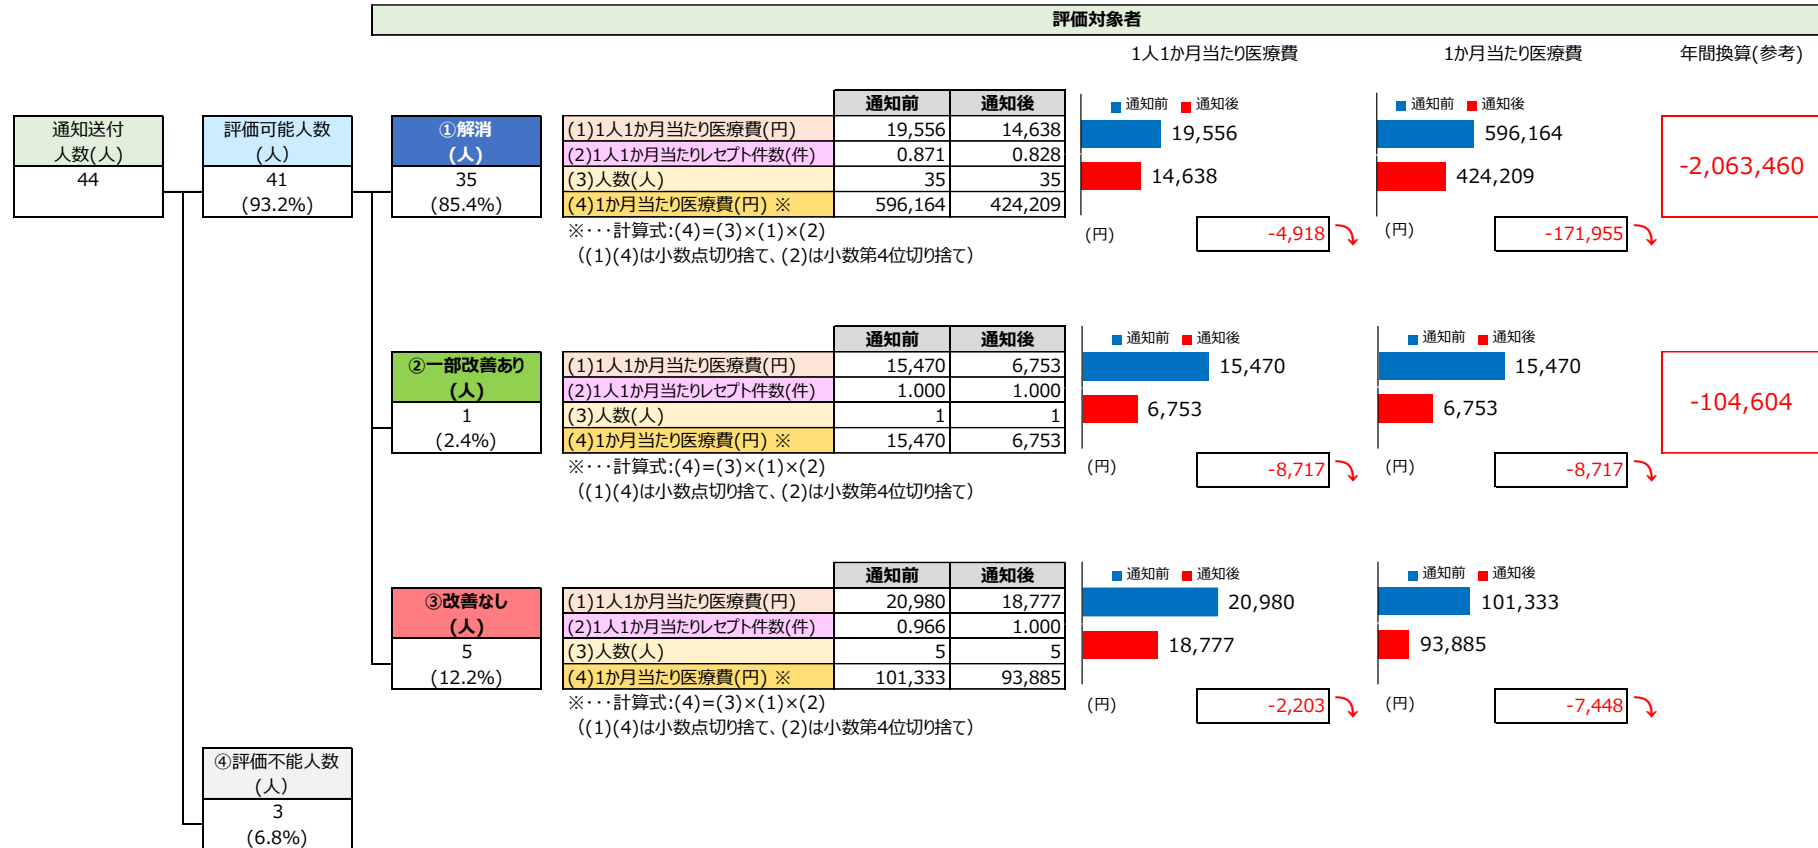 評価対象者
1人1か月当たり医療費 1か月当たり医療費 年間換算(参考)
通知送付
人数(人)
44
評価可能人数
(人)
41
(93.2%)
①解消
(人)
35
(85.4%)
通知前 通知後
(1)1人1か月当たり医療費(円) 19,556 14,638
(2)1人1か月当たりレセプト件数(件) 0.871 0.828
(3)人数(人) 35 35
(4)1か月当たり医療費(円) ※ 596,164 424,209
※・・・計算式:(4)=(3)×(1)×(2)
((1)(4)は小数点切り捨て、(2)は小数第4位切り捨て)
通知前 通知後
19,556
14,638
(円) -4,918
通知前 通知後
596,164
424,209
(円) -171,955
-2,063,460
②一部改善あり
(人)
1
(2.4%)
通知前 通知後
(1)1人1か月当たり医療費(円) 15,470 6,753
(2)1人1か月当たりレセプト件数(件) 1.000 1.000
(3)人数(人) 1 1
(4)1か月当たり医療費(円) ※ 15,470 6,753
※・・・計算式:(4)=(3)×(1)×(2)
((1)(4)は小数点切り捨て、(2)は小数第4位切り捨て)
通知前 通知後
15,470
6,753
(円) -8,717
通知前 通知後
15,470
6,753
(円) -8,717
-104,604
③改善なし
(人)
5
(12.2%)
通知前 通知後
(1)1人1か月当たり医療費(円) 20,980 18,777
(2)1人1か月当たりレセプト件数(件) 0.966 1.000
(3)人数(人) 5 5
(4)1か月当たり医療費(円) ※ 101,333 93,885
※・・・計算式:(4)=(3)×(1)×(2)
((1)(4)は小数点切り捨て、(2)は小数第4位切り捨て)
通知前 通知後
20,980
18,777
(円) -2,203
通知前 通知後
101,333
93,885
(円) -7,448
④評価不能人数
(人)
3
(6.8%)